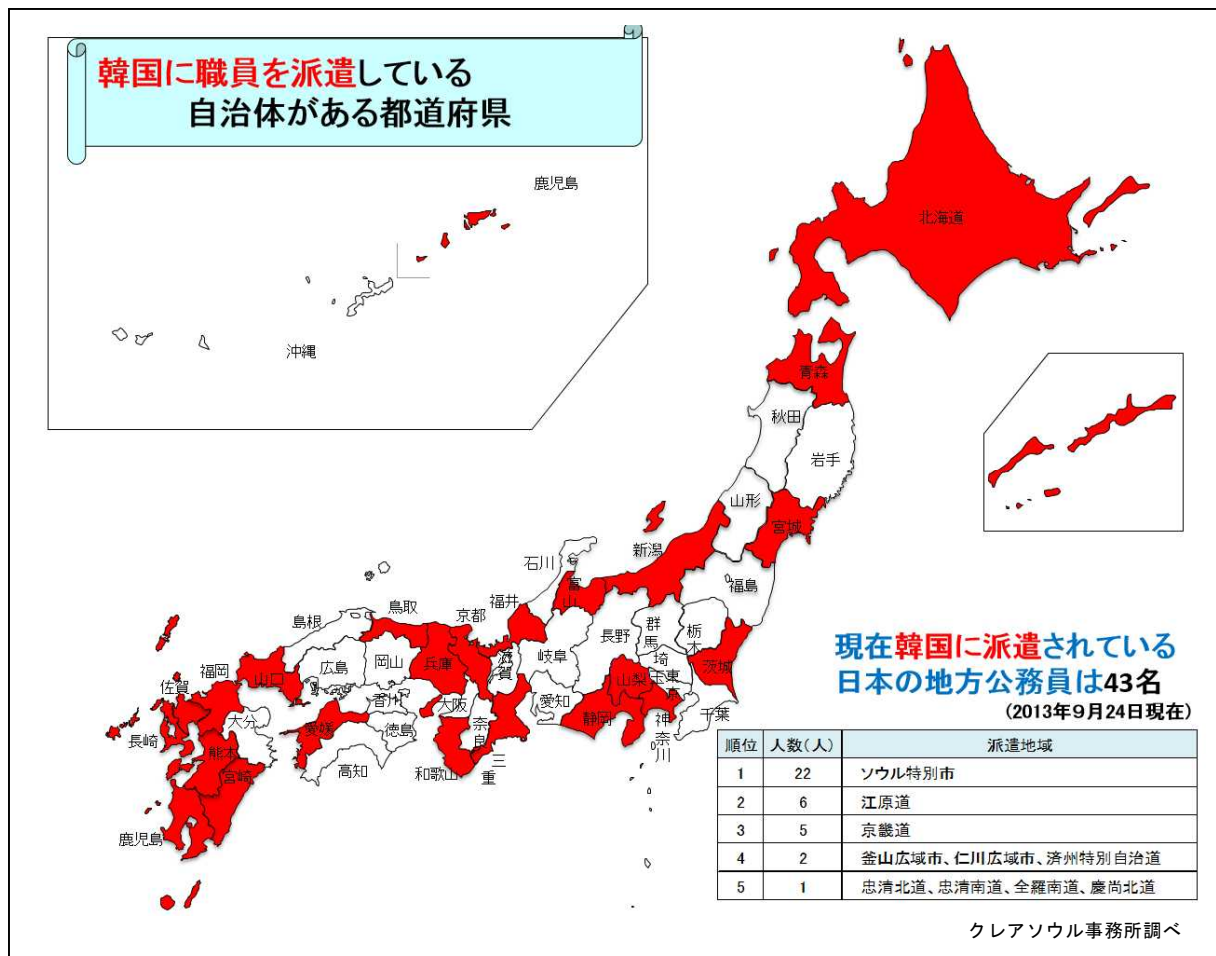 韓国に職員を派遣している
自治体がある都道府県
鹿児島
沖縄
北海道
青森
秋田
岩手
山形
宮城
新潟
福島
石川
富山
福井
長野
群馬
栃木
埼玉
東京
茨城
千葉
神奈川
山梨
静岡
岐阜
愛知
滋賀
三重
京都
奈良
大阪
和歌山
兵庫
鳥取
島根
岡山
広島
山口
香川
徳島
愛媛
高知
福岡
佐賀
長崎
大分
熊本
宮崎
鹿児島
現在韓国に派遣されている
日本の地方公務員は43名
(2013年9月24日現在)
順位 人数(人) 派遣地域
1 22 ソウル特別市
2 6 江原道
3 5 京畿道
4 2 釜山広域市、仁川広域市、済州特別自治道
5 1 忠清北道、忠清南道、全羅南道、慶尚北道
クレアソウル事務所調べ